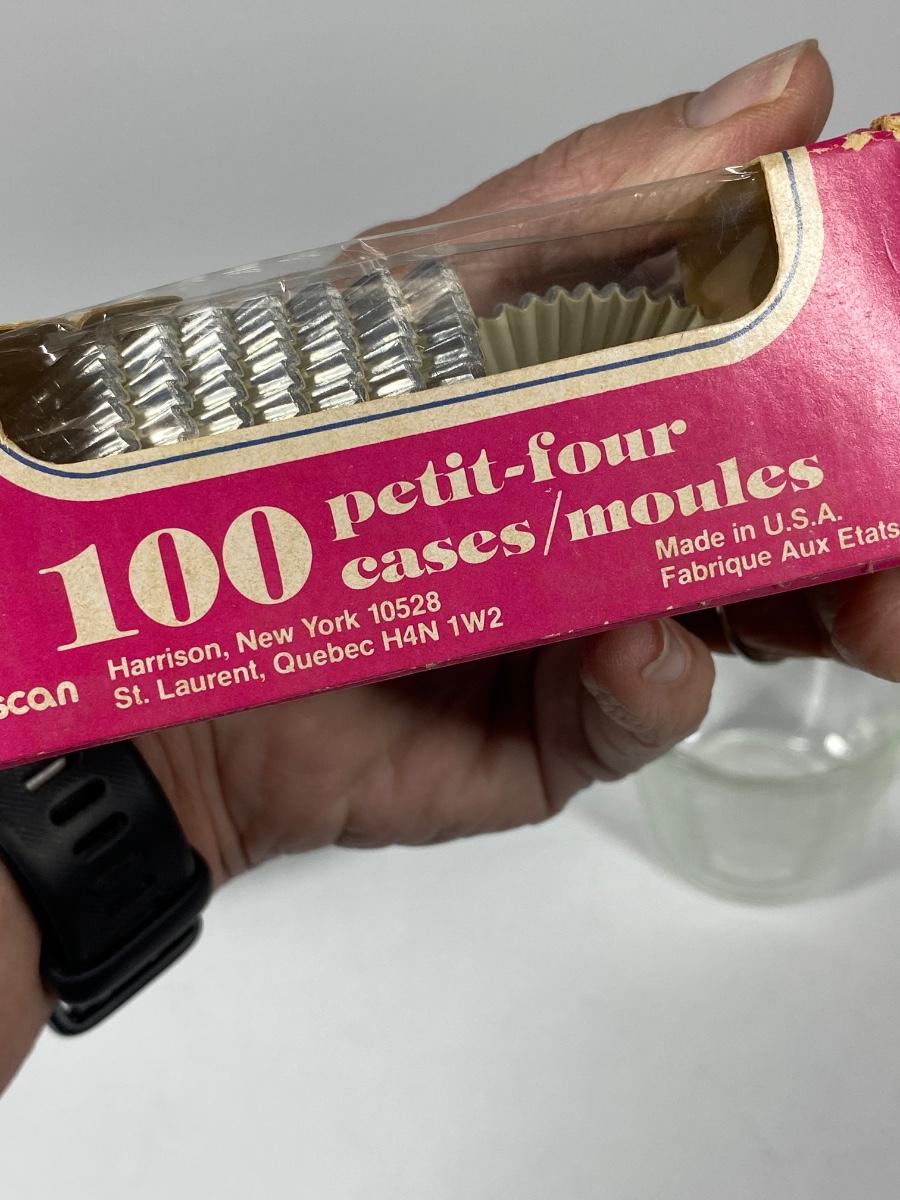 100 petit-four
cases/moules
Made in U.S.A.
Fabrique Aux Etats
scan
Harrison, New York 10528
St. Laurent, Quebec H4N 1W2